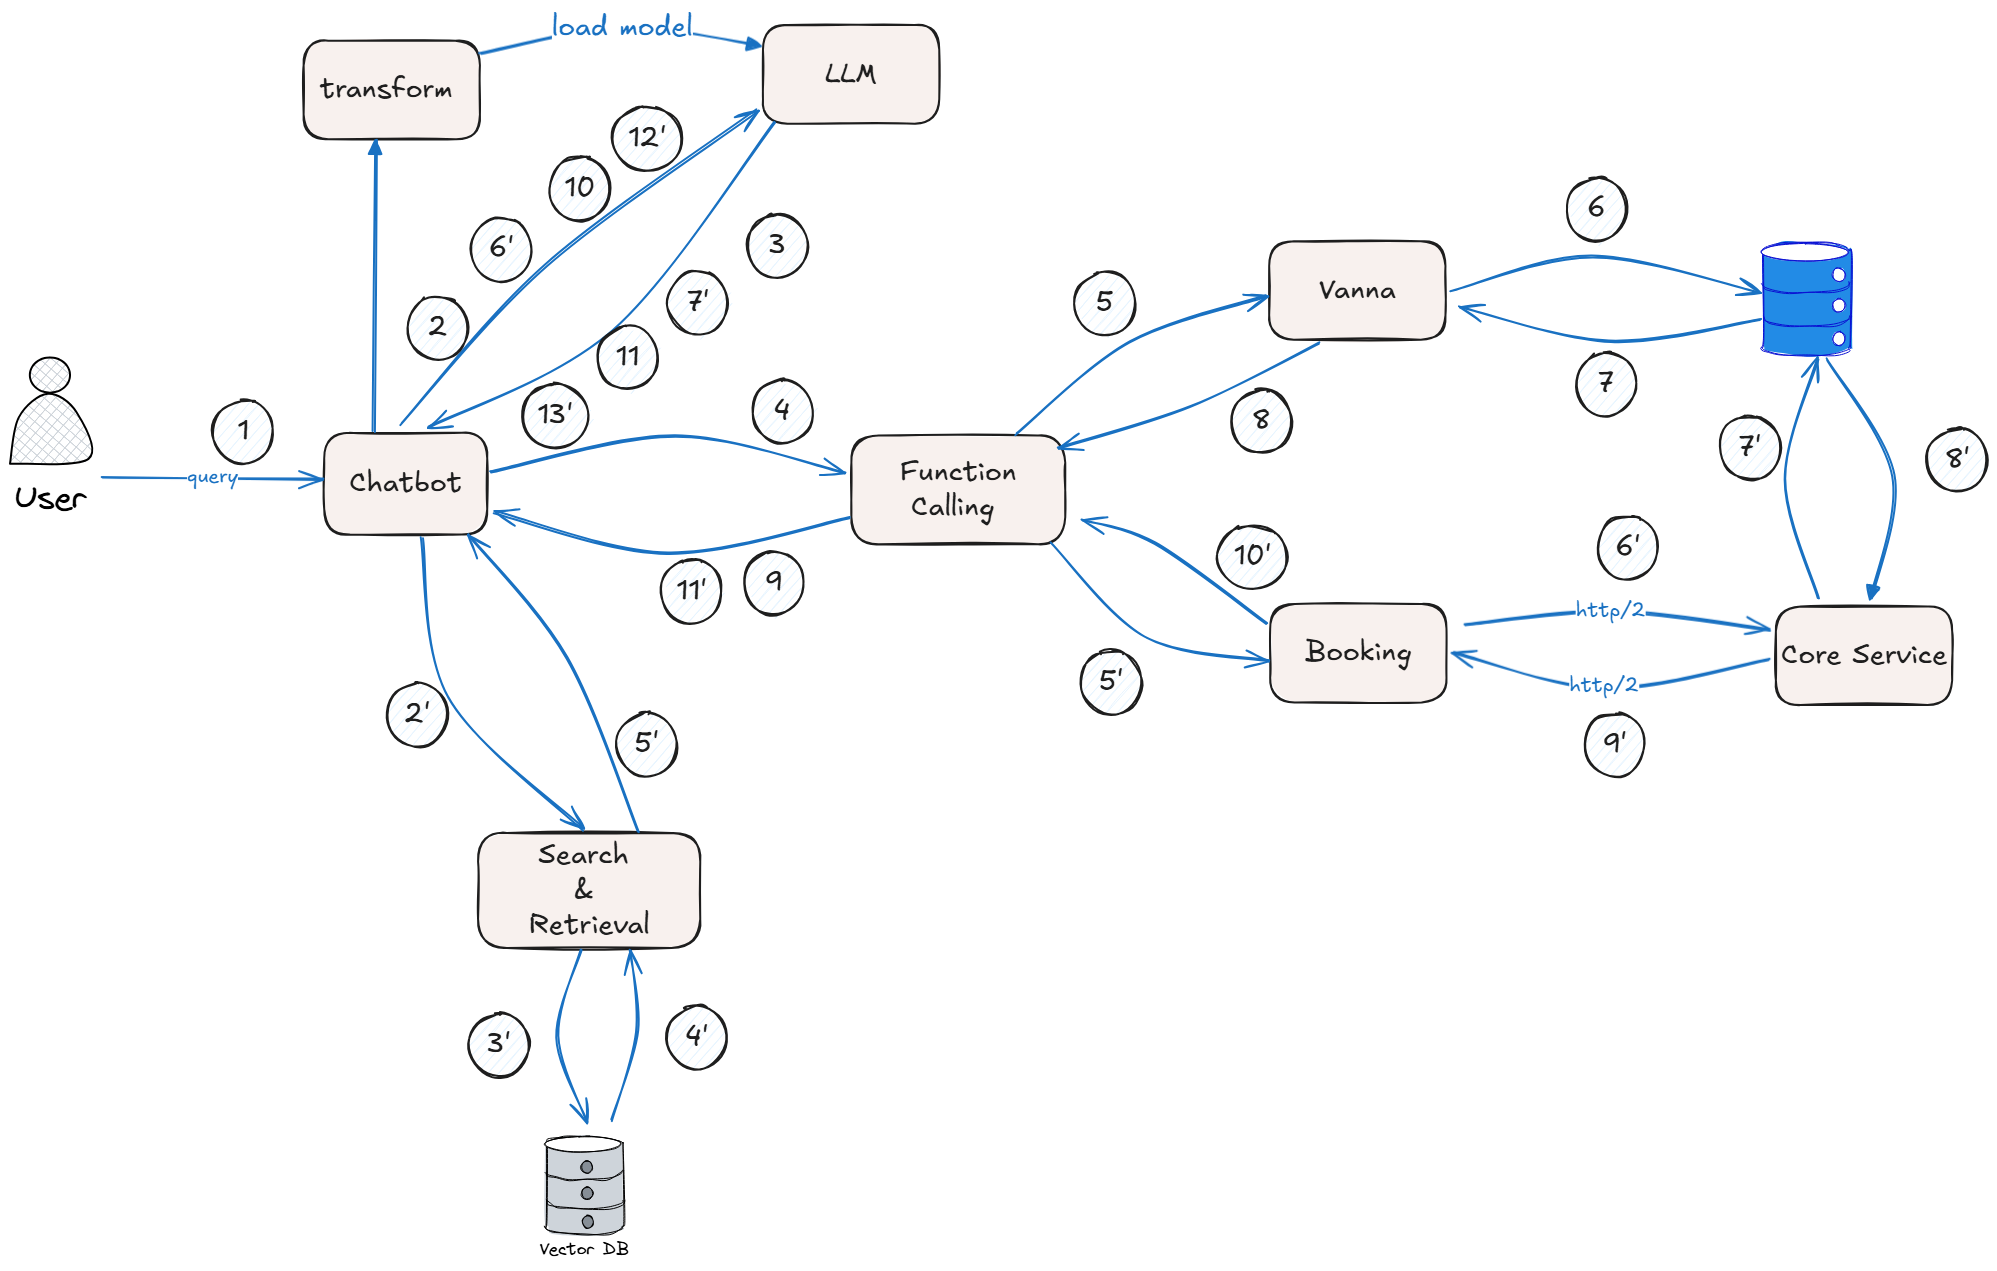 load model
transform
LLM
12'
10
6'
3
2
7'
11
13'
4
1
query
User
Chatbot
Function
Calling
11'
9
5
Vanna
6
7
8
7'
8'
10'
6'
http/2
Booking
Core Service
5'
http/2
9'
2'
5'
Search
&
Retrieval
3'
4'
Vector DB